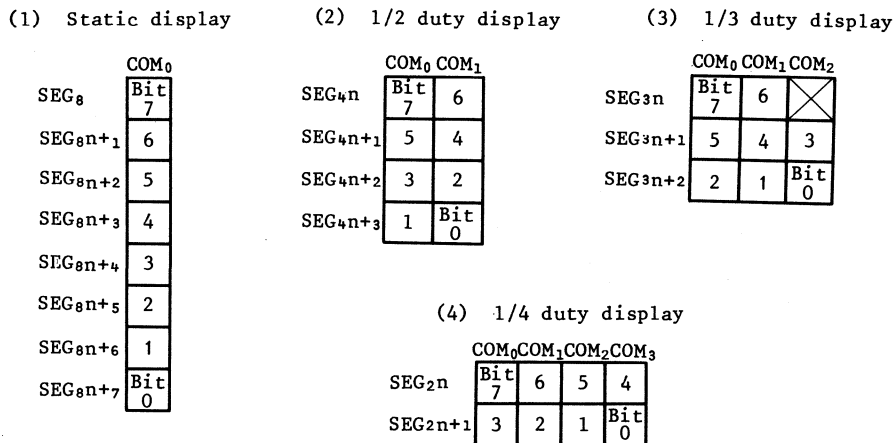 (1) Static display
COM0
SEG8 Bit 7
SEG8n+1 6
SEG8n+2 5
SEG8n+3 4
SEG8n+4 3
SEG8n+5 2
SEG8n+6 1
SEG8n+7 Bit 0
(2) 1/2 duty display
COM0 COM1
SEG4n Bit 7 6
SEG4n+1 5 4
SEG4n+2 3 2
SEG4n+3 1 Bit 0
(3) 1/3 duty display
COM0 COM1 COM2
SEG3n Bit 7 6
SEG3n+1 5 4 3
SEG3n+2 2 1 Bit 0
(4) 1/4 duty display
COM0 COM1 COM2 COM3
SEG2n Bit 7 6 5 4
SEG2n+1 3 2 1 Bit 0